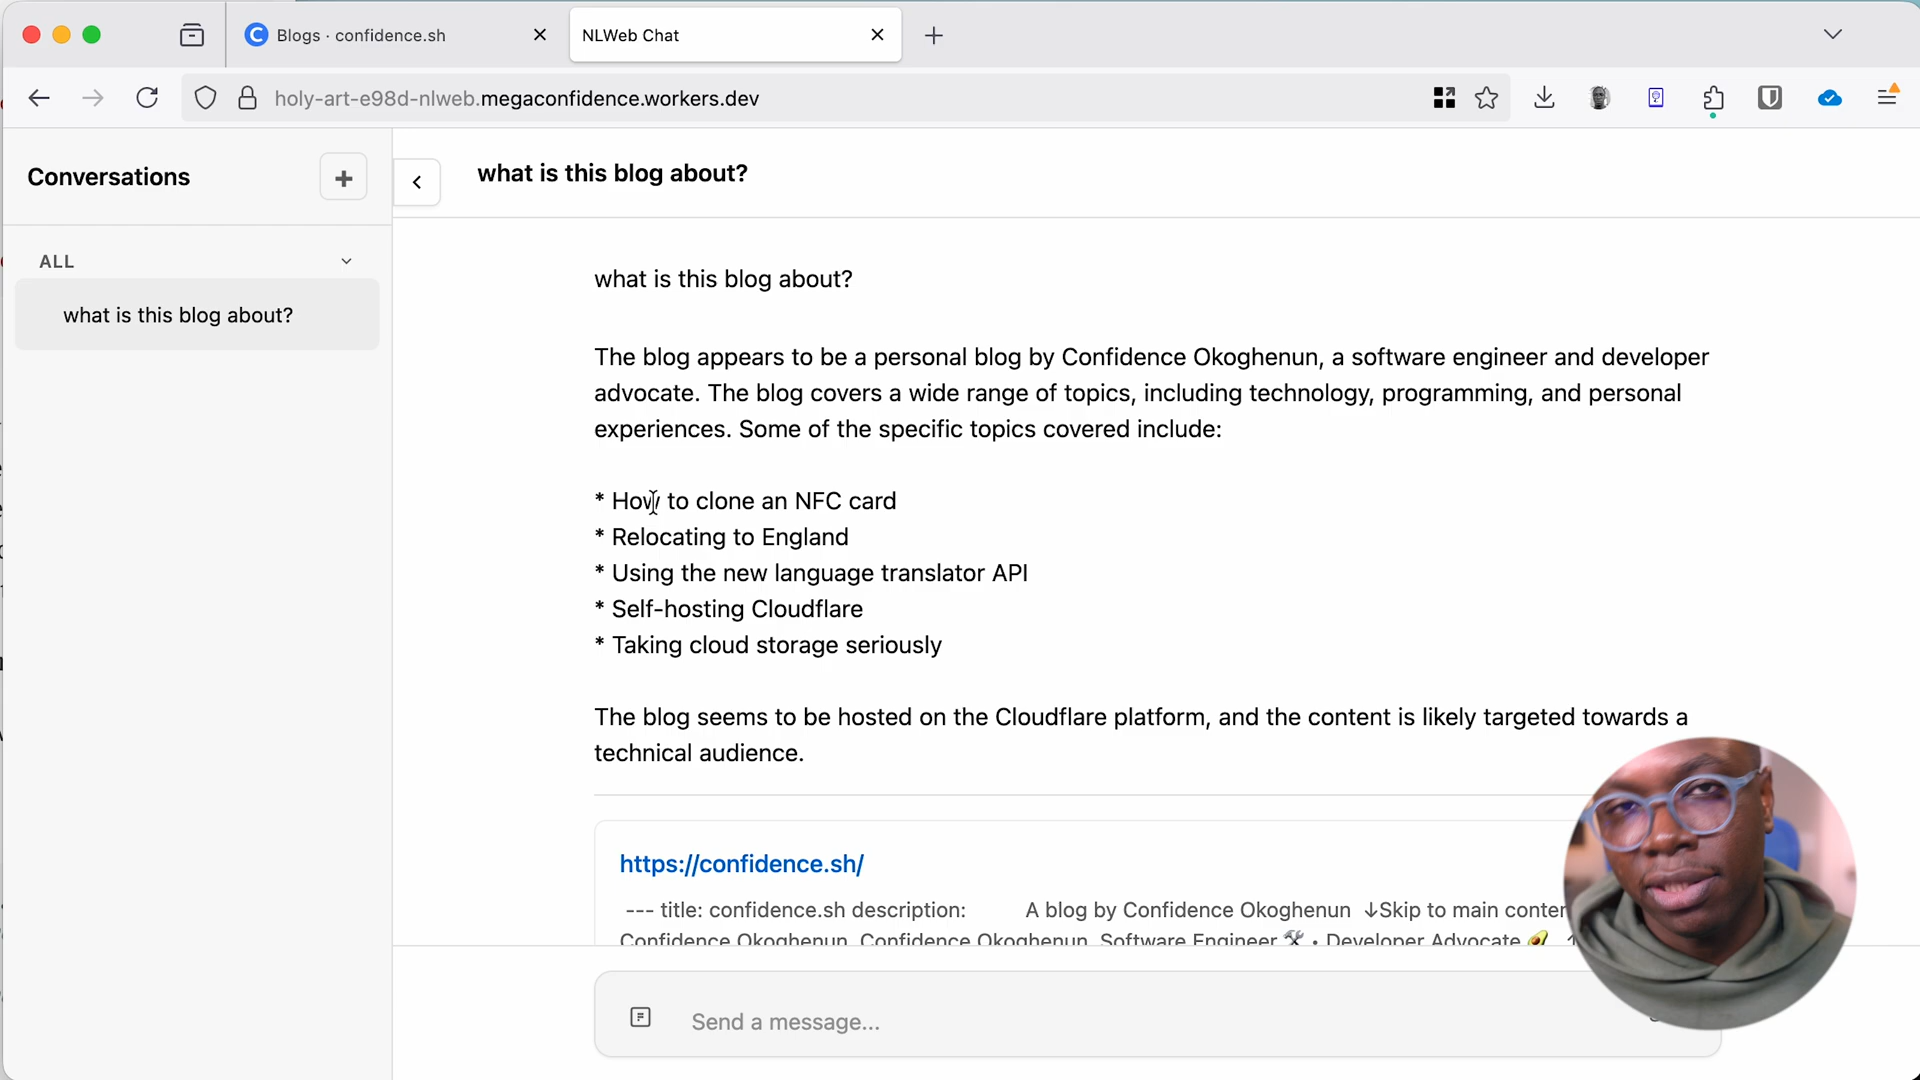 Blogs · confidence.sh
NLWeb Chat
holy-art-e98d-nlweb.megaconfidence.workers.dev
Conversations
what is this blog about?
ALL
what is this blog about?
what is this blog about?
The blog appears to be a personal blog by Confidence Okoghenun, a software engineer and developer
advocate. The blog covers a wide range of topics, including technology, programming, and personal
experiences. Some of the specific topics covered include:
* How to clone an NFC card
* Relocating to England
* Using the new language translator API
* Self-hosting Cloudflare
* Taking cloud storage seriously
The blog seems to be hosted on the Cloudflare platform, and the content is likely targeted towards a
technical audience.
https://confidence.sh/
--- title: confidence.sh description: A blog by Confidence Okoghenun ↓Skip to main
Confidence Okoghenun Confidence Okoghenun Software Engineer 🛠 • Developer Advocate 🥑
Send a message...